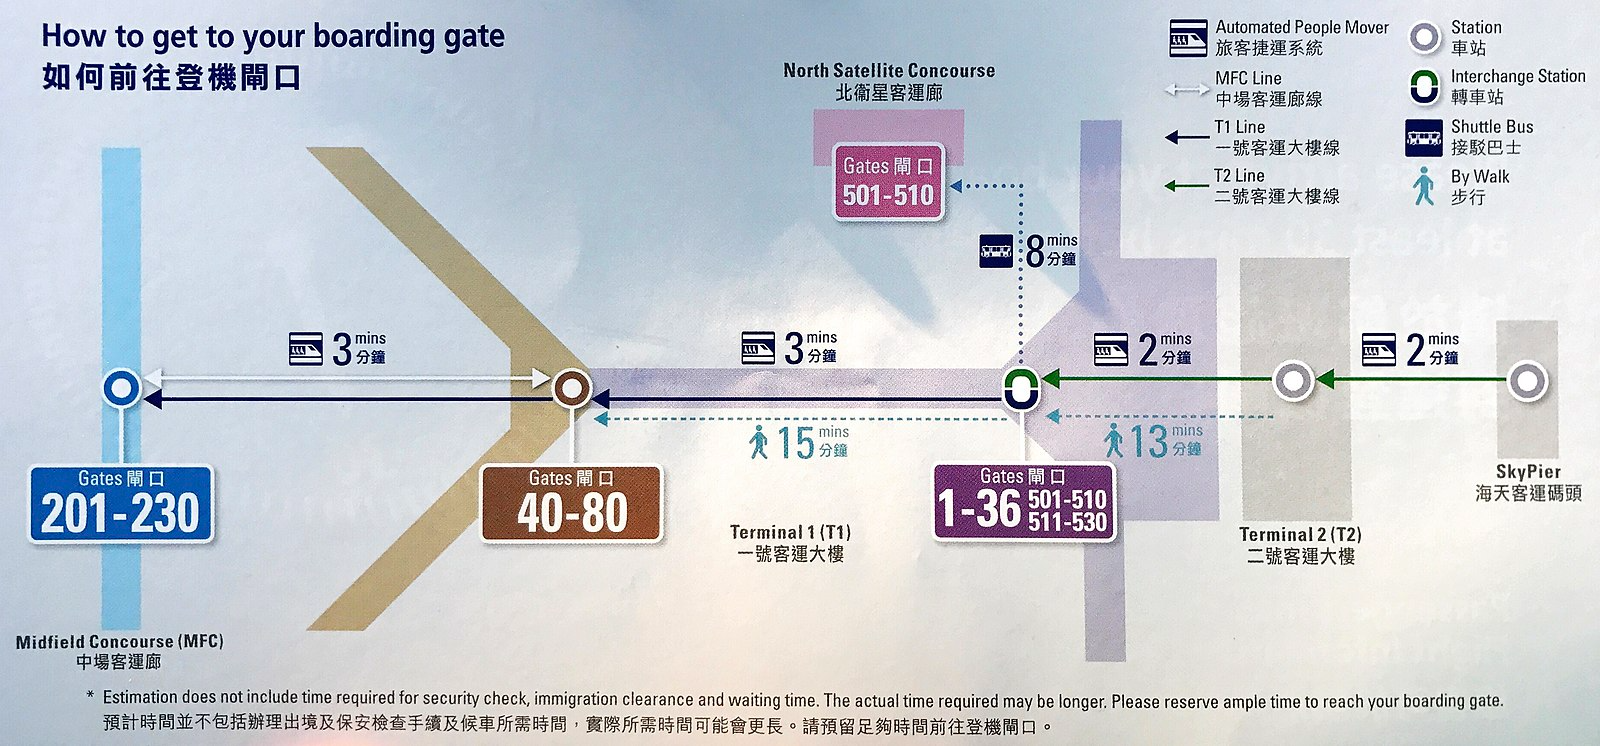 How to get to your boarding gate
如何前往登機閘口
Automated People Mover
旅客捷運系統
MFC Line
中場客運廊線
T1 Line
一號客運大樓線
T2 Line
二號客運大樓線
Station
車站
Interchange Station
轉車站
Shuttle Bus
接駁巴士
By Walk
步行
North Satellite Concourse
北衞星客運廊
Gates 閘口
501-510
8 mins
分鐘
3 mins
分鐘
3 mins
分鐘
2 mins
分鐘
2 mins
分鐘
15 mins
分鐘
13 mins
分鐘
Gates 閘口
201-230
Gates 閘口
40-80
Gates 閘口
1-36 501-510
511-530
Terminal 1 (T1)
一號客運大樓
Terminal 2 (T2)
二號客運大樓
SkyPier
海天客運碼頭
Midfield Concourse (MFC)
中場客運廊
* Estimation does not include time required for security check, immigration clearance and waiting time. The actual time required may be longer. Please reserve ample time to reach your boarding gate.
預計時間並不包括辦理出境及保安檢查手續及候車所需時間，實際所需時間可能會更長。請預留足夠時間前往登機閘口。